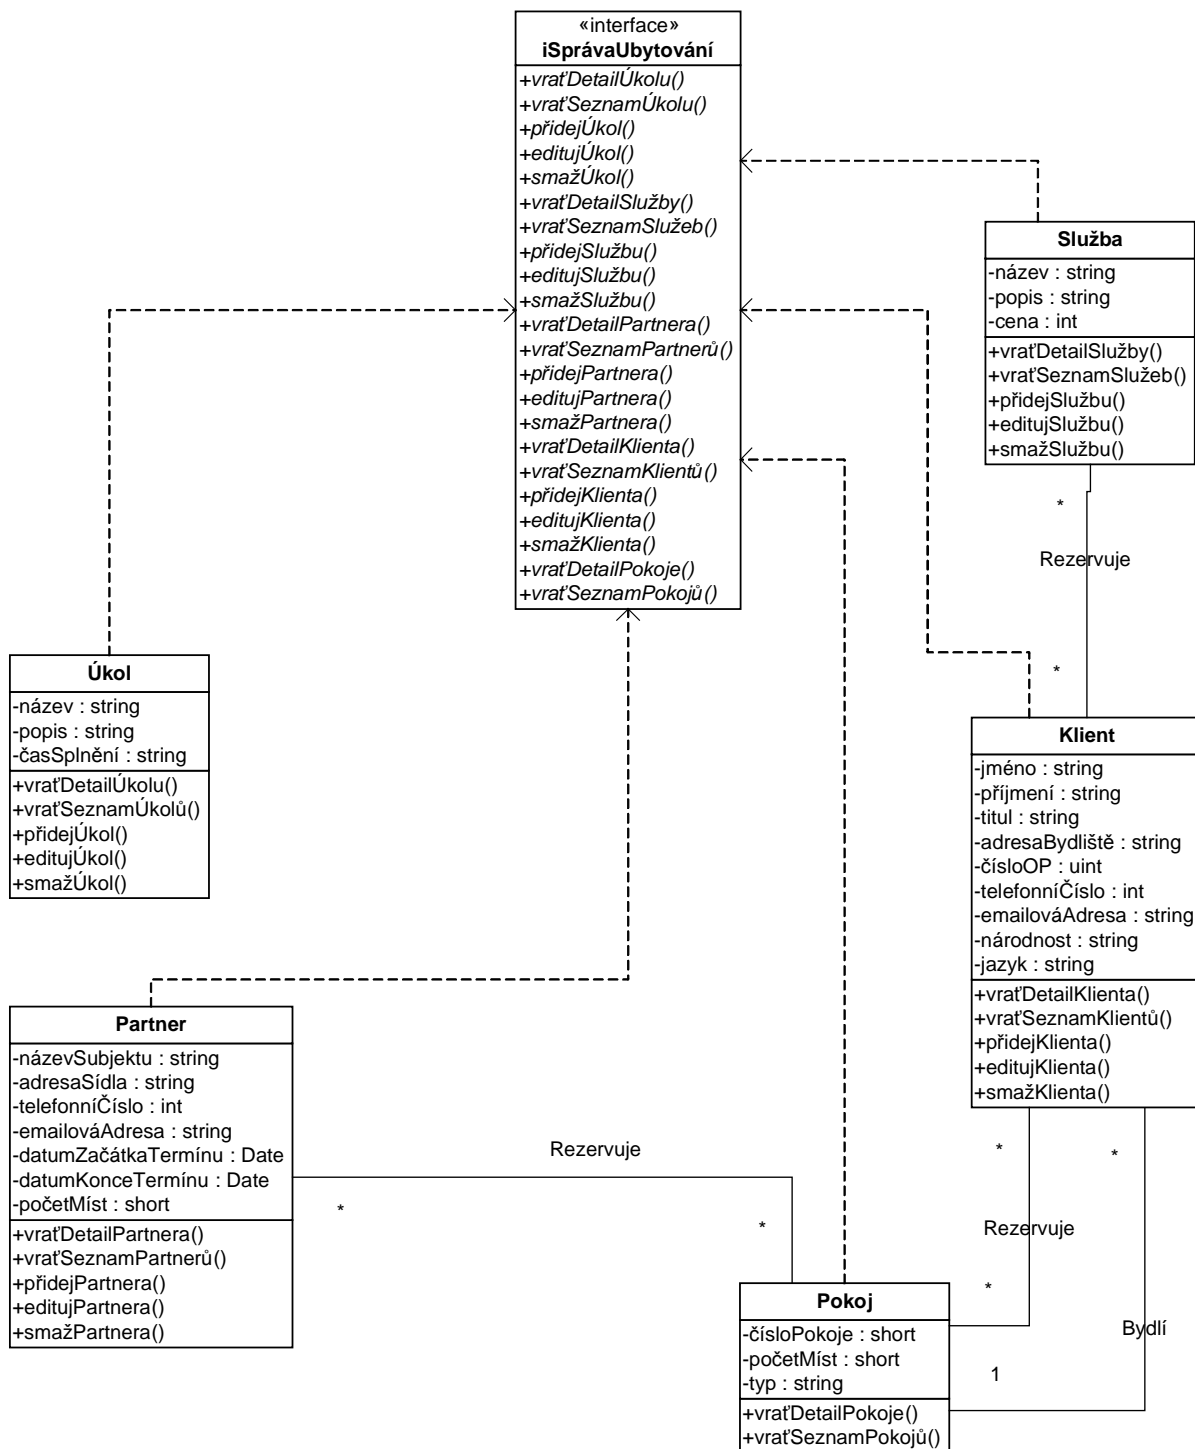 «interface»
iSprávaUbytování
+vraťDetailÚkolu()
+vraťSeznamÚkolu()
+přidejÚkol()
+editujÚkol()
+smažÚkol()
+vraťDetailSlužby()
+vraťSeznamSlužeb()
+přidejSlužbu()
+editujSlužbu()
+smažSlužbu()
+vraťDetailPartnera()
+vraťSeznamPartnerů()
+přidejPartnera()
+editujPartnera()
+smažPartnera()
+vraťDetailKlienta()
+vraťSeznamKlientů()
+přidejKlienta()
+editujKlienta()
+smažKlienta()
+vraťDetailPokoje()
+vraťSeznamPokojů()
Služba
-název : string
-popis : string
-cena : int
+vraťDetailSlužby()
+vraťSeznamSlužeb()
+přidejSlužbu()
+editujSlužbu()
+smažSlužbu()
*
Rezervuje
*
Úkol
-název : string
-popis : string
-časSplnění : string
+vraťDetailÚkolu()
+vraťSeznamÚkolů()
+přidejÚkol()
+editujÚkol()
+smažÚkol()
Klient
-jméno : string
-příjmení : string
-titul : string
-adresaBydliště : string
-čísloOP : uint
-telefonníČíslo : int
-emailováAdresa : string
-národnost : string
-jazyk : string
+vraťDetailKlienta()
+vraťSeznamKlientů()
+přidejKlienta()
+editujKlienta()
+smažKlienta()
Partner
-názevSubjektu : string
-adresaSídla : string
-telefonníČíslo : int
-emailováAdresa : string
-datumZačátkaTermínu : Date
-datumKonceTermínu : Date
-početMíst : short
+vraťDetailPartnera()
+vraťSeznamPartnerů()
+přidejPartnera()
+editujPartnera()
+smažPartnera()
Rezervuje
*
*
*
*
Rezervuje
*
Bydlí
1
Pokoj
-čísloPokoje : short
-početMíst : short
-typ : string
+vraťDetailPokoje()
+vraťSeznamPokojů()